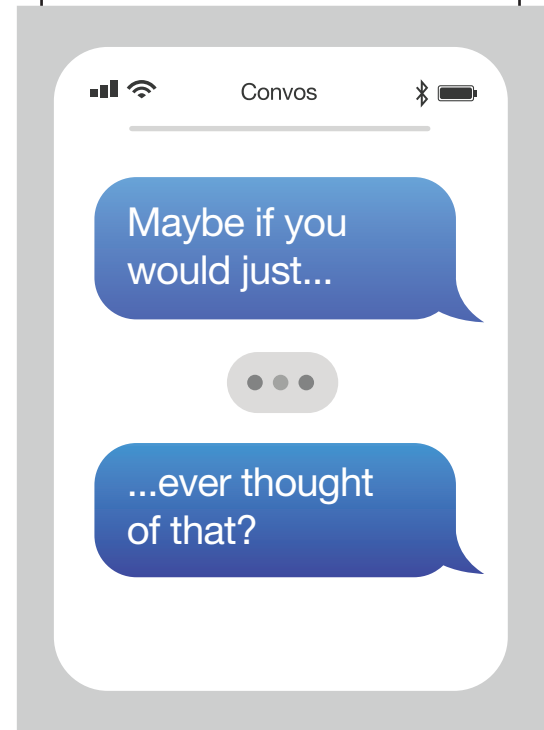 Convos
Maybe if you
would just...
...ever thought
of that?